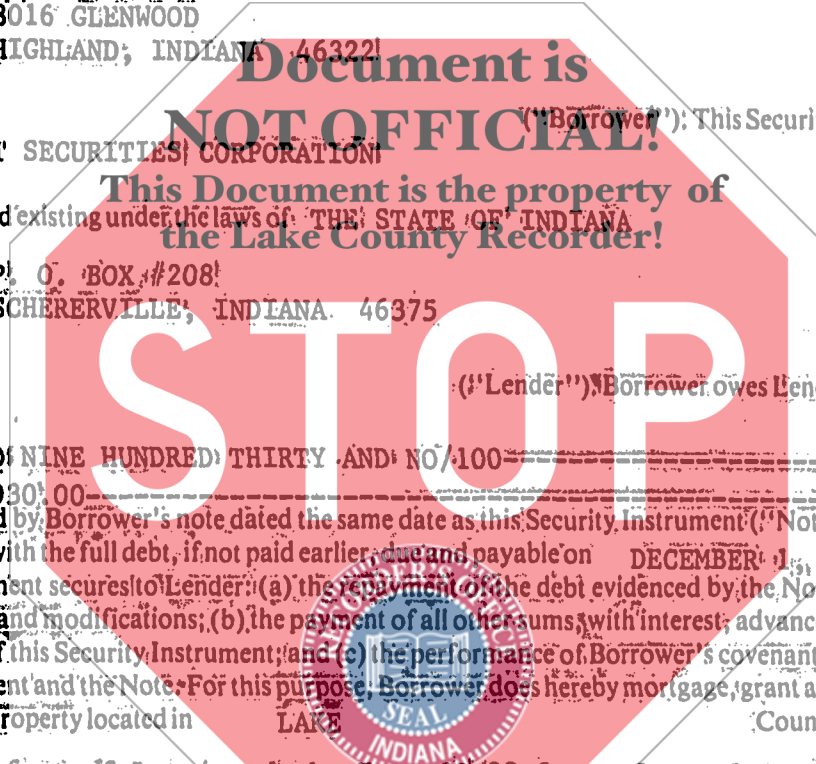 3016 GLENWOOD
HIGHLAND, INDIANA 46322
Document is
NOT OFFICIAL!
("Borrower"). This Securi
SECURITIES CORPORATION
This Document is the property of
d existing under the laws of THE STATE OF INDIANA
the Lake County Recorder!
P. O. BOX #208
SCHERERVILLE, INDIANA 46375
STOP
("Lender"). Borrower owes Len
NINE HUNDRED THIRTY AND NO/100----------------
30.00----------------
d by Borrower's note dated the same date as this Security Instrument ("Not
with the full debt, if not paid earlier, due and payable on DECEMBER 1,
ent secures to Lender: (a) the repayment of the debt evidenced by the No
and modifications; (b) the payment of all other sums, with interest, advanc
f this Security Instrument; and (c) the performance of Borrower's covenant
ent and the Note. For this purpose, Borrower does hereby mortgage, grant a
roperty located in LAKE Coun
SEAL
INDIANA